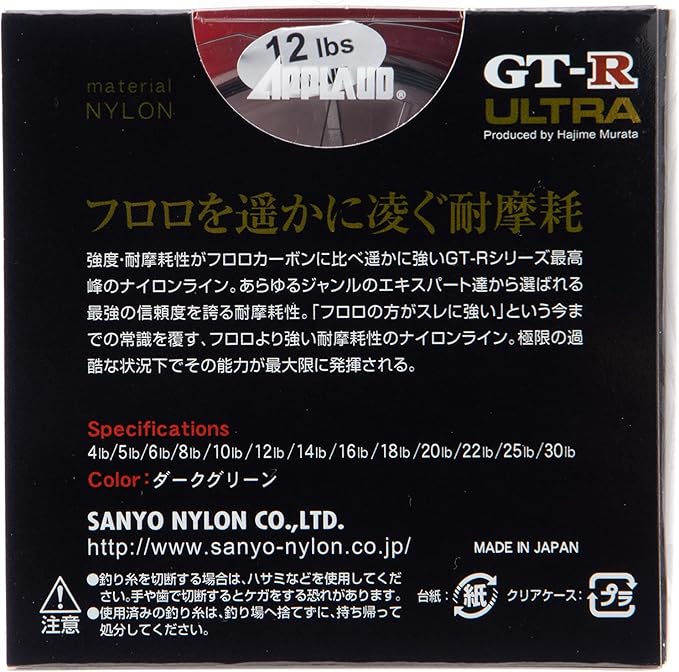 12 lbs
APPLAUD®
material
NYLON
GT-R
ULTRA
Produced by Hajime Murata
フロロを遥かに凌ぐ耐摩耗
強度・耐摩耗性がフロロカーボンに比べ遥かに強いGT-Rシリーズ最高
峰のナイロンライン。あらゆるジャンルのエキスパート達から選ばれる
最強の信頼度を誇る耐摩耗性。「フロロの方がスレに強い」という今ま
での常識を覆す、フロロより強い耐摩耗性のナイロンライン。極限の過
酷な状況下でその能力が最大限に発揮される。
Specifications
4lb/5lb/6lb/8lb/10lb/12lb/14lb/16lb/18lb/20lb/22lb/25lb/30lb
Color:ダークグリーン
SANYO NYLON CO.,LTD.
http://www.sanyo-nylon.co.jp/
MADE IN JAPAN
注意
●釣り糸を切断する場合は、ハサミなどを使用してくだ
さい。手や歯で切断するとケガをする恐れがあります。
●使用済みの釣り糸は、釣り場へ捨てずに、持ち帰って
処分してください。
台紙:紙 クリアケース:プラ